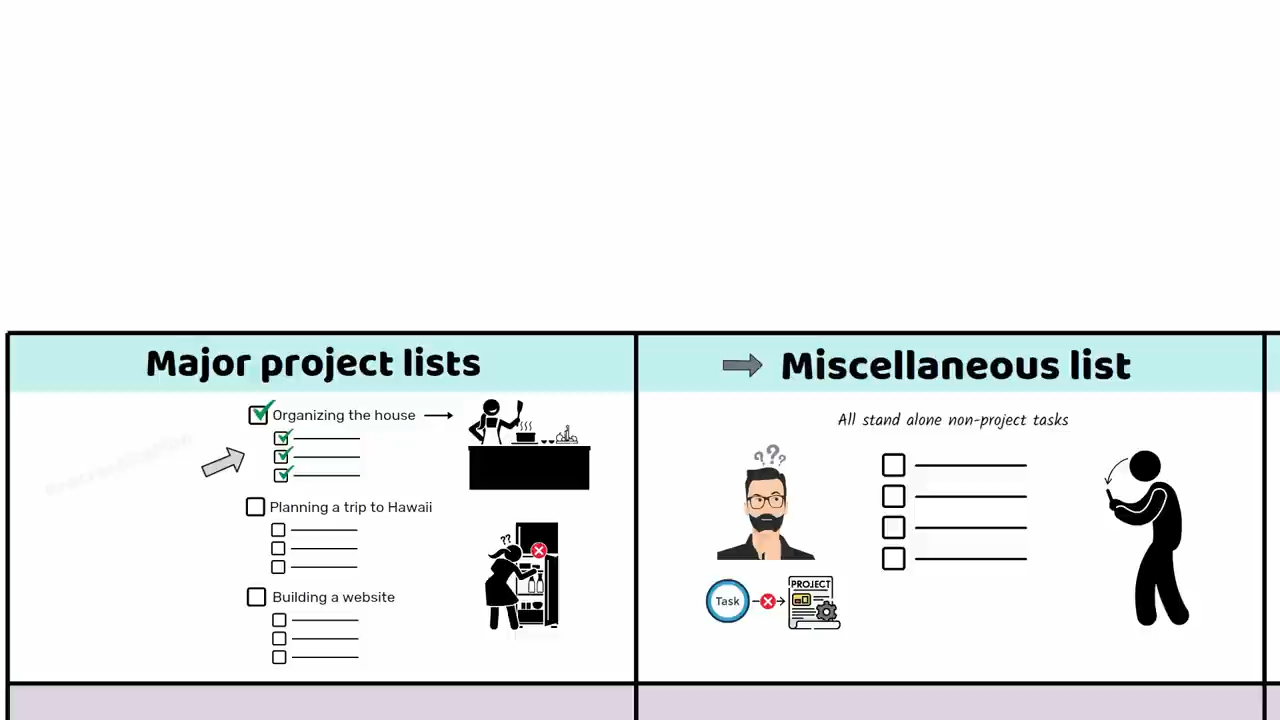 Major project lists
Organizing the house
Planning a trip to Hawaii
Building a website
Miscellaneous list
All stand alone non-project tasks
???
Task
PROJECT
??